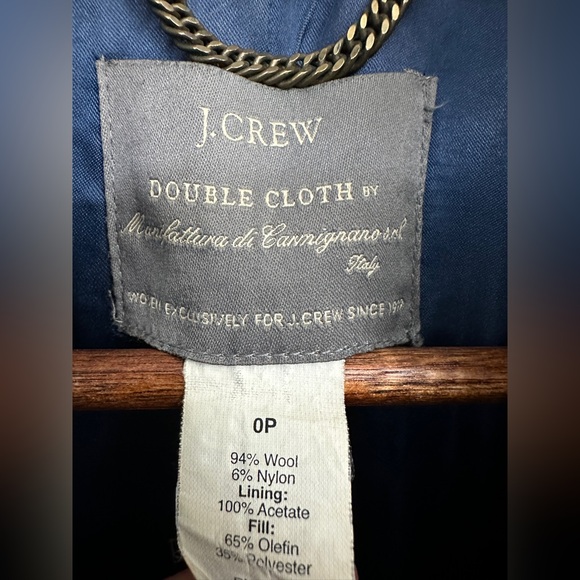 J.CREW
DOUBLE CLOTH BY
Manifattura di Carmignano srl
Italy
WOVEN EXCLUSIVELY FOR J.CREW SINCE
0P
94% Wool
6% Nylon
Lining:
100% Acetate
Fill:
65% Olefin
35% Polyester